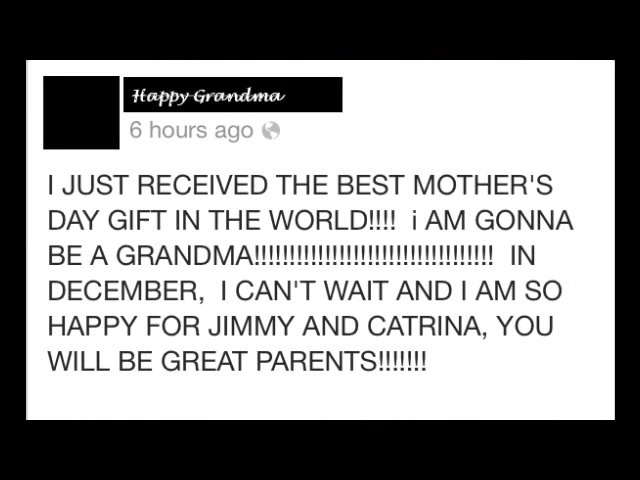 Happy Grandma
6 hours ago
I JUST RECEIVED THE BEST MOTHER'S
DAY GIFT IN THE WORLD!!!!  i AM GONNA
BE A GRANDMA!!!!!!!!!!!!!!!!!!!!!!!!!!!!!!!!!!  IN
DECEMBER,  I CAN'T WAIT AND I AM SO
HAPPY FOR JIMMY AND CATRINA, YOU
WILL BE GREAT PARENTS!!!!!!!